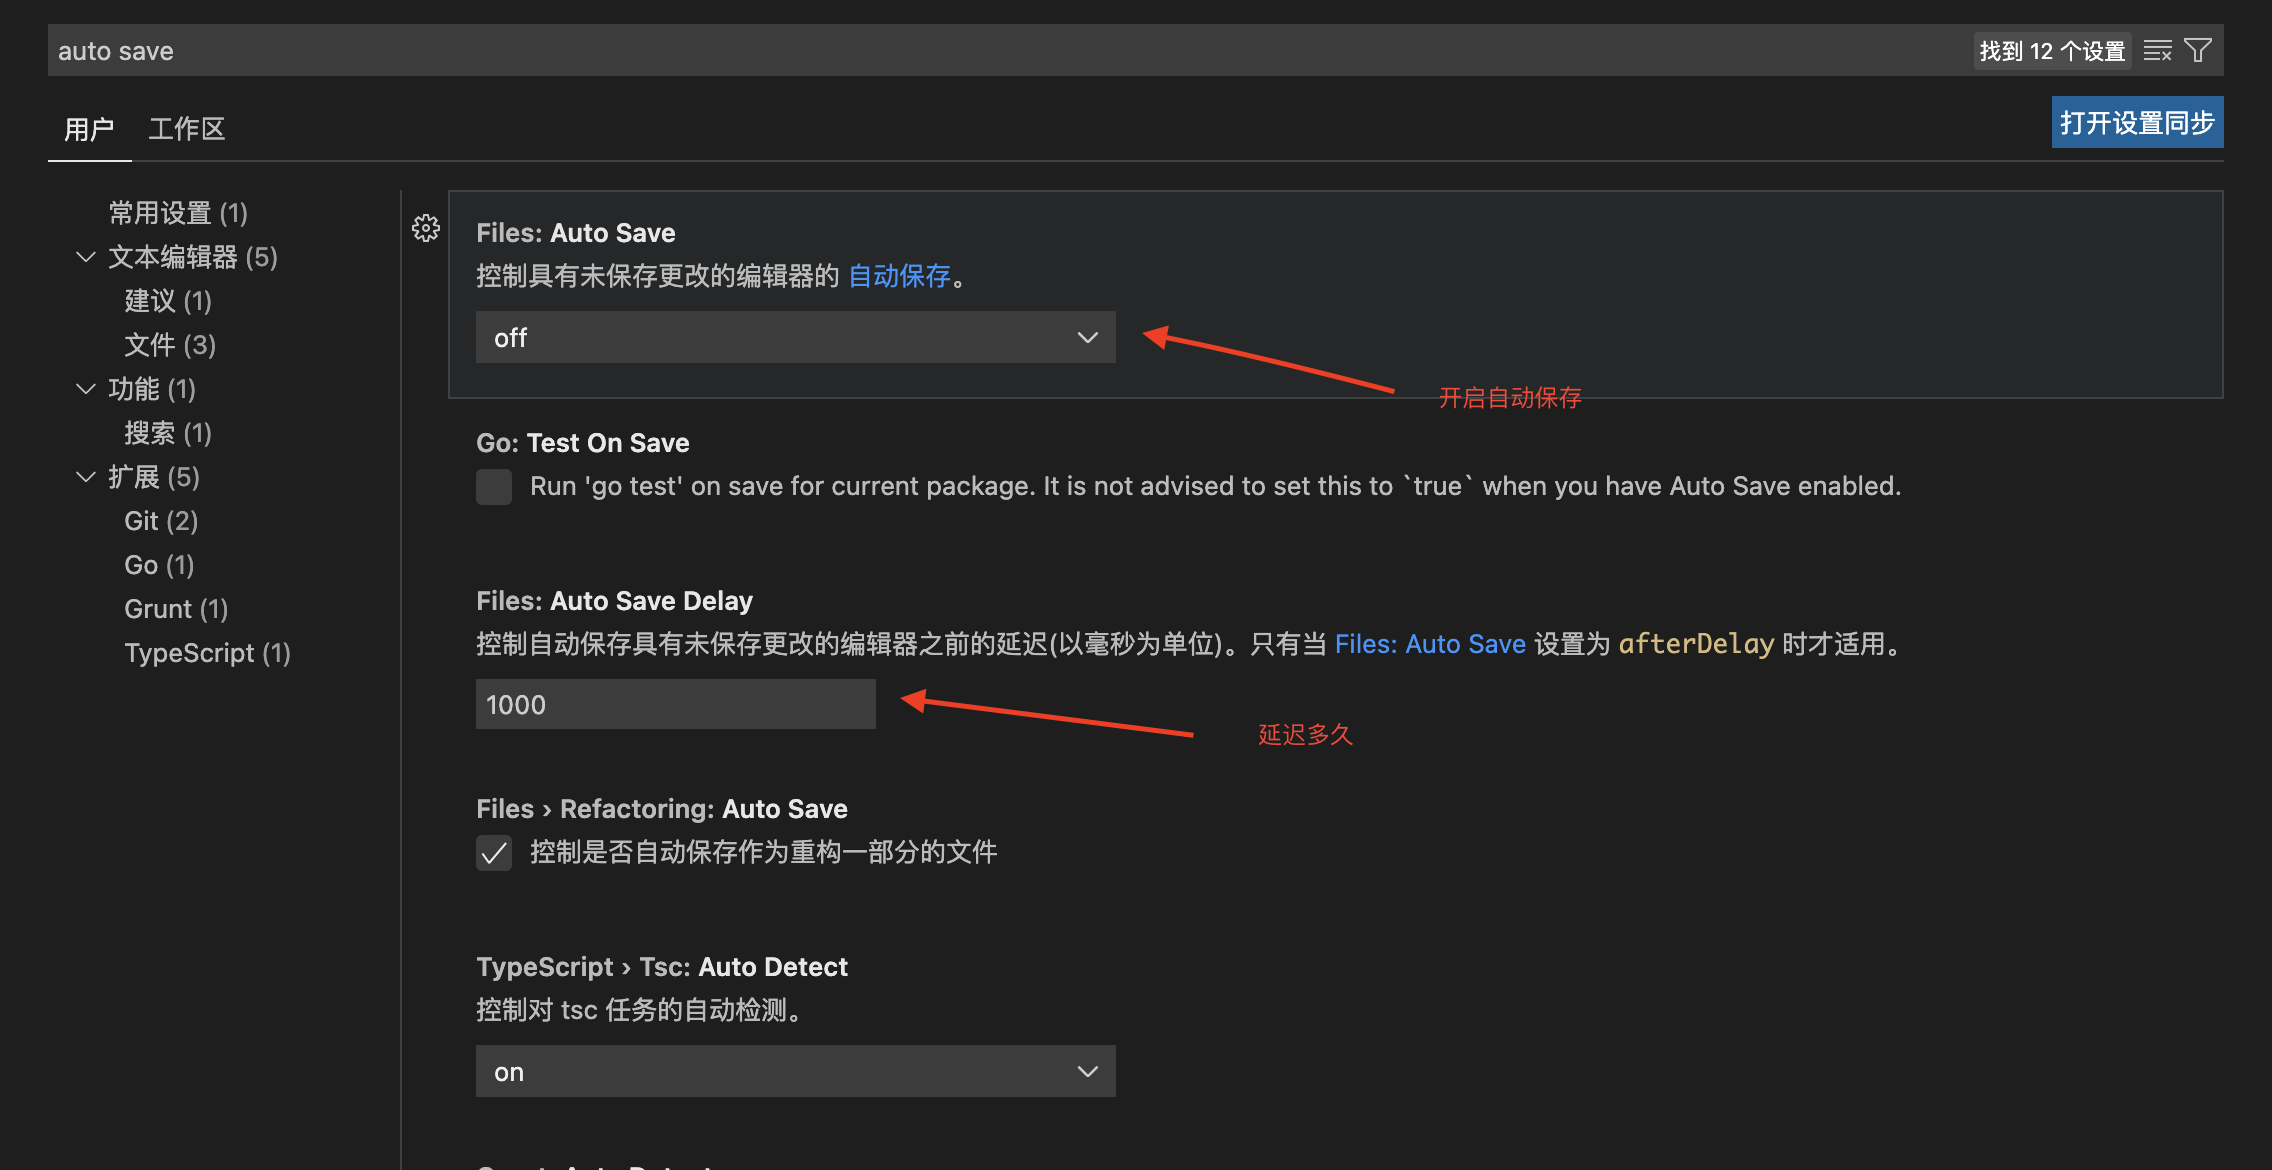 auto save
找到 12 个设置
用户
工作区
打开设置同步
常用设置 (1)
文本编辑器 (5)
建议 (1)
文件 (3)
功能 (1)
搜索 (1)
扩展 (5)
Git (2)
Go (1)
Grunt (1)
TypeScript (1)
Files: Auto Save
控制具有未保存更改的编辑器的 自动保存。
off
开启自动保存
Go: Test On Save
Run 'go test' on save for current package. It is not advised to set this to `true` when you have Auto Save enabled.
Files: Auto Save Delay
控制自动保存具有未保存更改的编辑器之前的延迟(以毫秒为单位)。只有当 Files: Auto Save 设置为 afterDelay 时才适用。
1000
延迟多久
Files › Refactoring: Auto Save
控制是否自动保存作为重构一部分的文件
TypeScript › Tsc: Auto Detect
控制对 tsc 任务的自动检测。
on